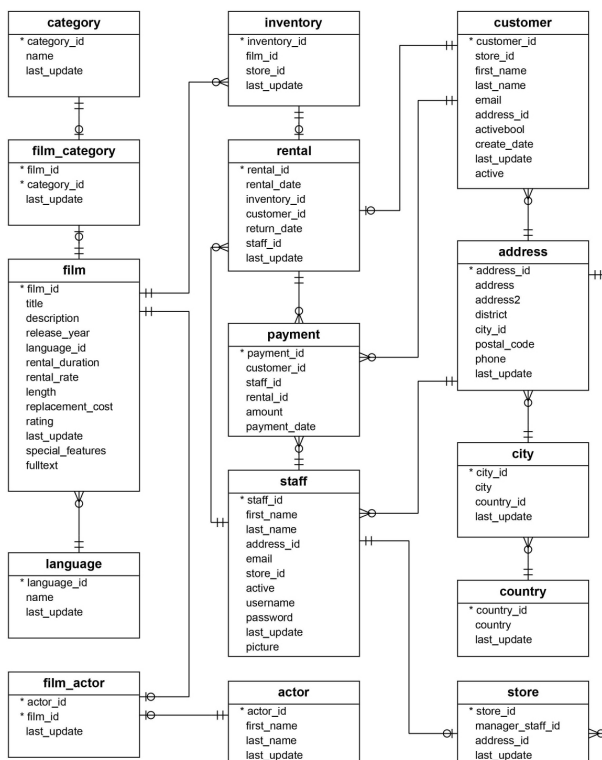 category
* category_id
name
last_update
film_category
* film_id
* category_id
last_update
film
* film_id
title
description
release_year
language_id
rental_duration
rental_rate
length
replacement_cost
rating
last_update
special_features
fulltext
language
* language_id
name
last_update
film_actor
* actor_id
* film_id
last_update
inventory
* inventory_id
film_id
store_id
last_update
rental
* rental_id
rental_date
inventory_id
customer_id
return_date
staff_id
last_update
payment
* payment_id
customer_id
staff_id
rental_id
amount
payment_date
staff
* staff_id
first_name
last_name
address_id
email
store_id
active
username
password
last_update
picture
actor
* actor_id
first_name
last_name
last_update
customer
* customer_id
store_id
first_name
last_name
email
address_id
activebool
create_date
last_update
active
address
* address_id
address
address2
district
city_id
postal_code
phone
last_update
city
* city_id
city
country_id
last_update
country
* country_id
country
last_update
store
* store_id
manager_staff_id
address_id
last_update